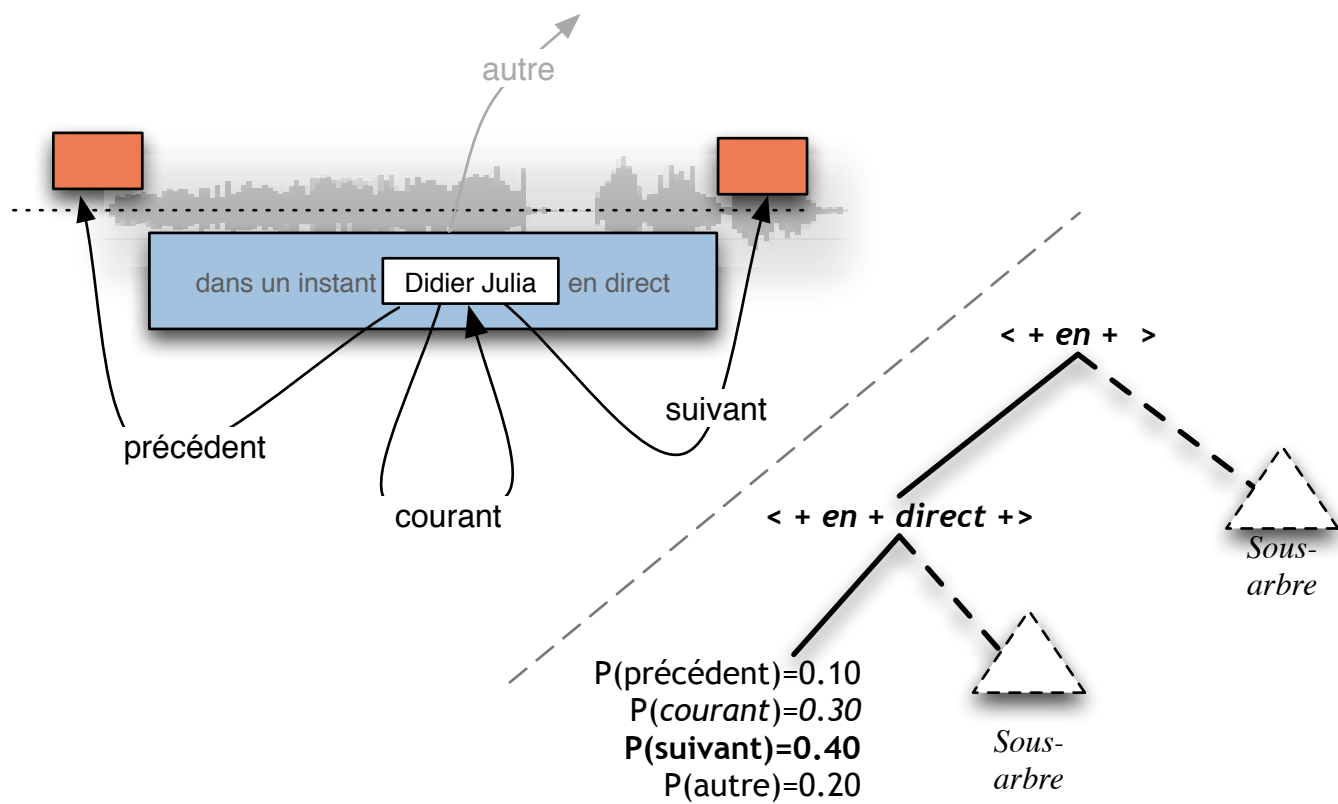 autre
dans un instant Didier Julia en direct
précédent
courant
suivant
< + en + >
< + en + direct +>
Sous-
arbre
P(précédent)=0.10
P(courant)=0.30
P(suivant)=0.40
P(autre)=0.20
Sous-
arbre